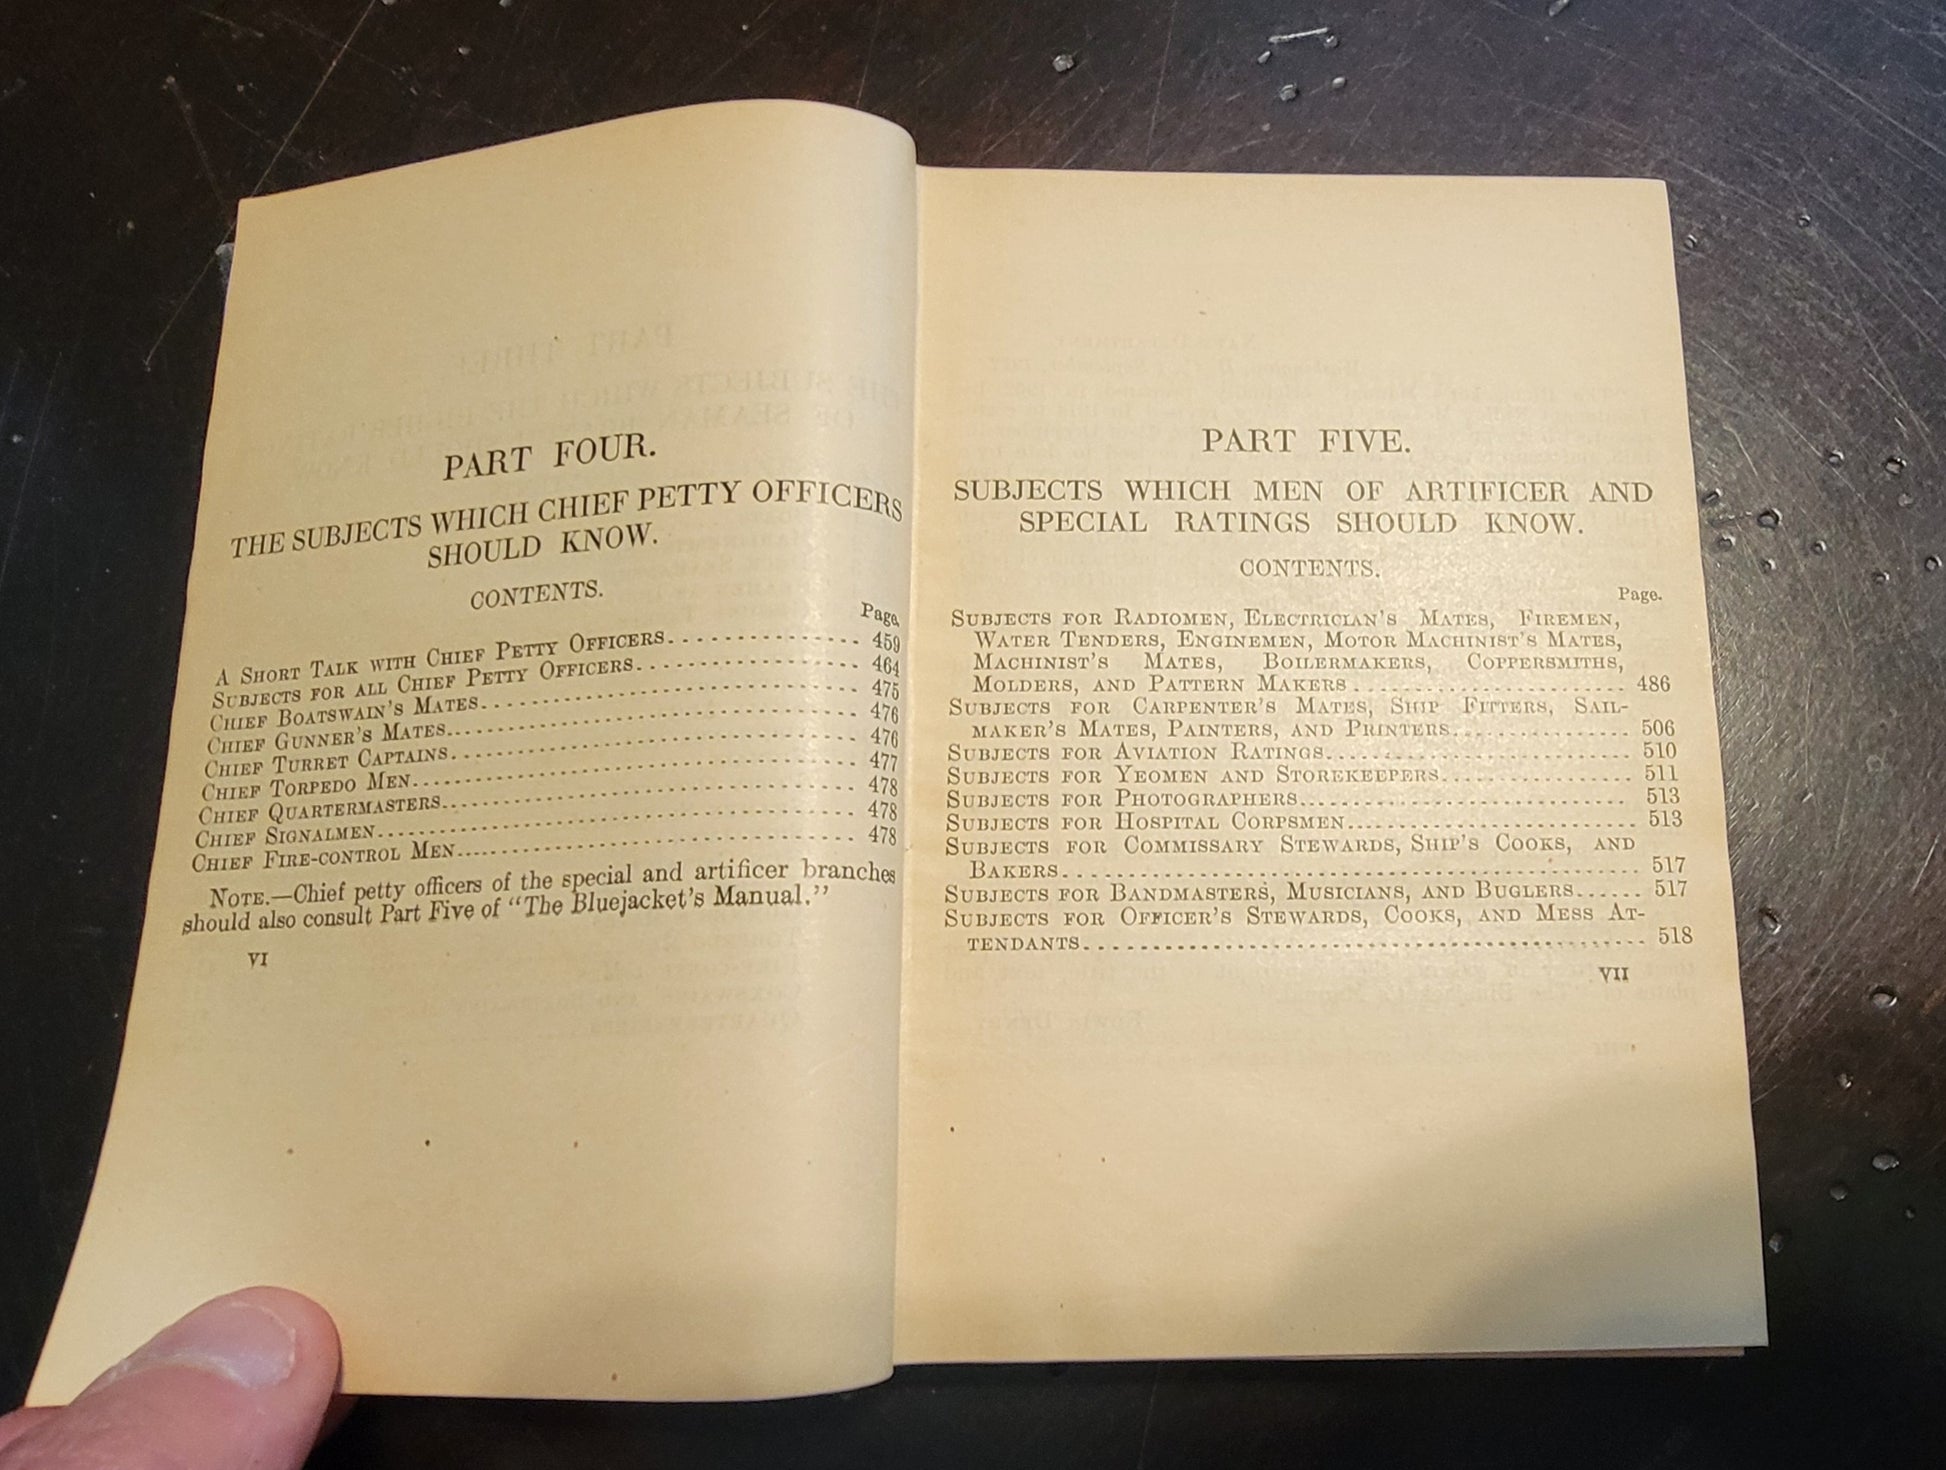 PART FOUR.
THE SUBJECTS WHICH CHIEF PETTY OFFICERS
SHOULD KNOW.
CONTENTS.
Page.
A SHORT TALK WITH CHIEF PETTY OFFICERS. . . . . . . . . . . . . . . 459
SUBJECTS FOR ALL CHIEF PETTY OFFICERS. . . . . . . . . . . . . . . . . 464
CHIEF BOATSWAIN'S MATES. . . . . . . . . . . . . . . . . . . . . . . . . . . . . 475
CHIEF GUNNER'S MATES. . . . . . . . . . . . . . . . . . . . . . . . . . . . . . . 476
CHIEF TURRET CAPTAINS. . . . . . . . . . . . . . . . . . . . . . . . . . . . . . 476
CHIEF TORPEDO MEN. . . . . . . . . . . . . . . . . . . . . . . . . . . . . . . . . 477
CHIEF QUARTERMASTERS. . . . . . . . . . . . . . . . . . . . . . . . . . . . . . 478
CHIEF SIGNALMEN. . . . . . . . . . . . . . . . . . . . . . . . . . . . . . . . . . . 478
CHIEF FIRE-CONTROL MEN. . . . . . . . . . . . . . . . . . . . . . . . . . . . . 478
NOTE.—Chief petty officers of the special and artificer branches
should also consult Part Five of "The Bluejacket's Manual."
VI
PART FIVE.
SUBJECTS WHICH MEN OF ARTIFICER AND
SPECIAL RATINGS SHOULD KNOW.
CONTENTS.
Page.
SUBJECTS FOR RADIOMEN, ELECTRICIAN'S MATES, FIREMEN,
WATER TENDERS, ENGINEMEN, MOTOR MACHINIST'S MATES,
MACHINIST'S MATES, BOILERMAKERS, COPPERSMITHS,
MOLDERS, AND PATTERN MAKERS . . . . . . . . . . . . . . . . . . . . . . 486
SUBJECTS FOR CARPENTER'S MATES, SHIP FITTERS, SAIL-
MAKER'S MATES, PAINTERS, AND PRINTERS. . . . . . . . . . . . . . . 506
SUBJECTS FOR AVIATION RATINGS. . . . . . . . . . . . . . . . . . . . . . . . 510
SUBJECTS FOR YEOMEN AND STOREKEEPERS. . . . . . . . . . . . . . . 511
SUBJECTS FOR PHOTOGRAPHERS. . . . . . . . . . . . . . . . . . . . . . . . . . 513
SUBJECTS FOR HOSPITAL CORPSMEN. . . . . . . . . . . . . . . . . . . . . . 513
SUBJECTS FOR COMMISSARY STEWARDS, SHIP'S COOKS, AND
BAKERS. . . . . . . . . . . . . . . . . . . . . . . . . . . . . . . . . . . . . . . . . . . . . 517
SUBJECTS FOR BANDMASTERS, MUSICIANS, AND BUGLERS. . . . . . 517
SUBJECTS FOR OFFICER'S STEWARDS, COOKS, AND MESS AT-
TENDANTS. . . . . . . . . . . . . . . . . . . . . . . . . . . . . . . . . . . . . . . . . . 518
VII